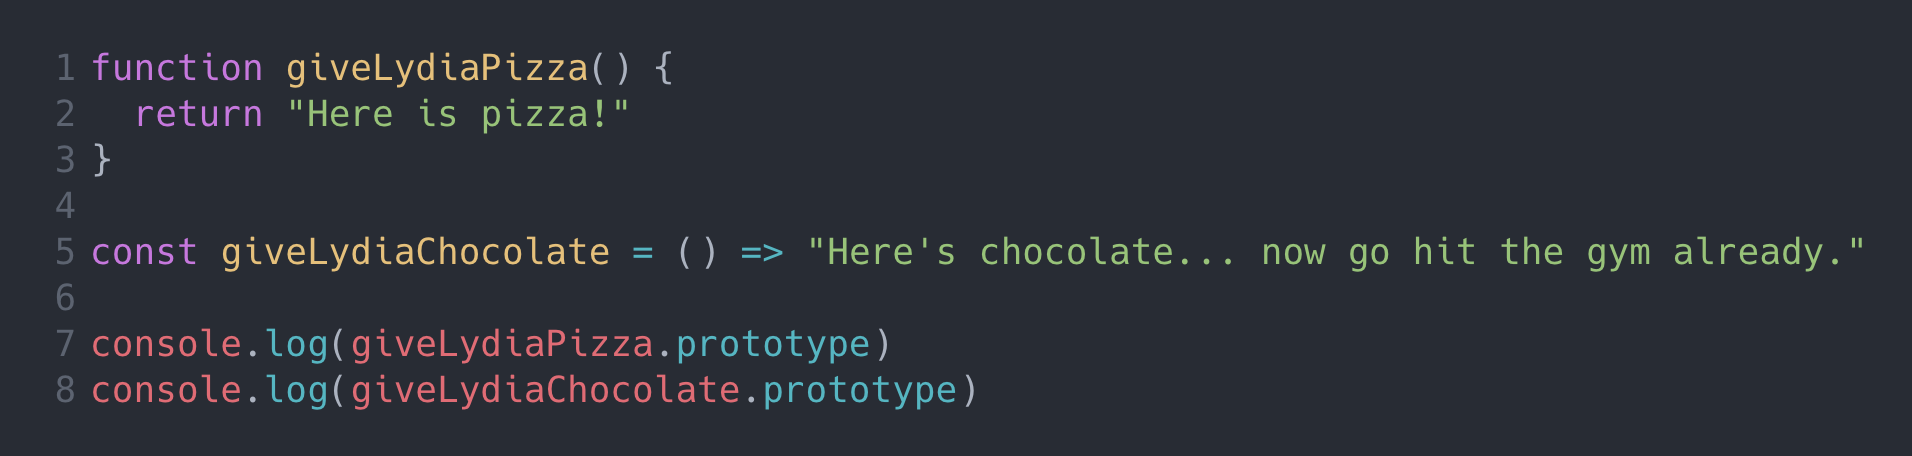 1 function giveLydiaPizza() {
2   return "Here is pizza!"
3 }
4
5 const giveLydiaChocolate = () => "Here's chocolate... now go hit the gym already."
6
7 console.log(giveLydiaPizza.prototype)
8 console.log(giveLydiaChocolate.prototype)